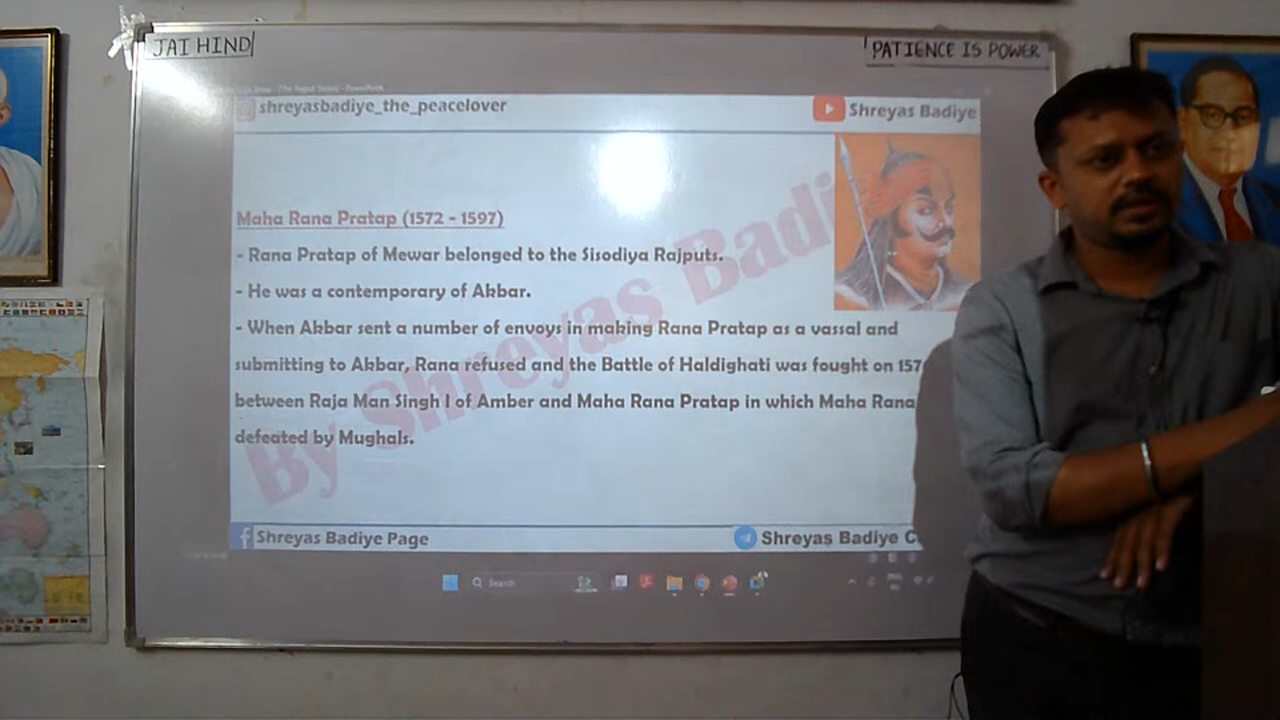 JAI HIND
PATIENCE IS POWER
shreyasbadiye_the_peacelover
Shreyas Badiye
Maha Rana Pratap (1572 - 1597)
- Rana Pratap of Mewar belonged to the Sisodiya Rajputs.
- He was a contemporary of Akbar.
- When Akbar sent a number of envoys in making Rana Pratap as a vassal and
submitting to Akbar, Rana refused and the Battle of Haldighati was fought on 157
between Raja Man Singh I of Amber and Maha Rana Pratap in which Maha Rana
defeated by Mughals.
By Shreyas Badi
Shreyas Badiye Page
Shreyas Badiye C
Search